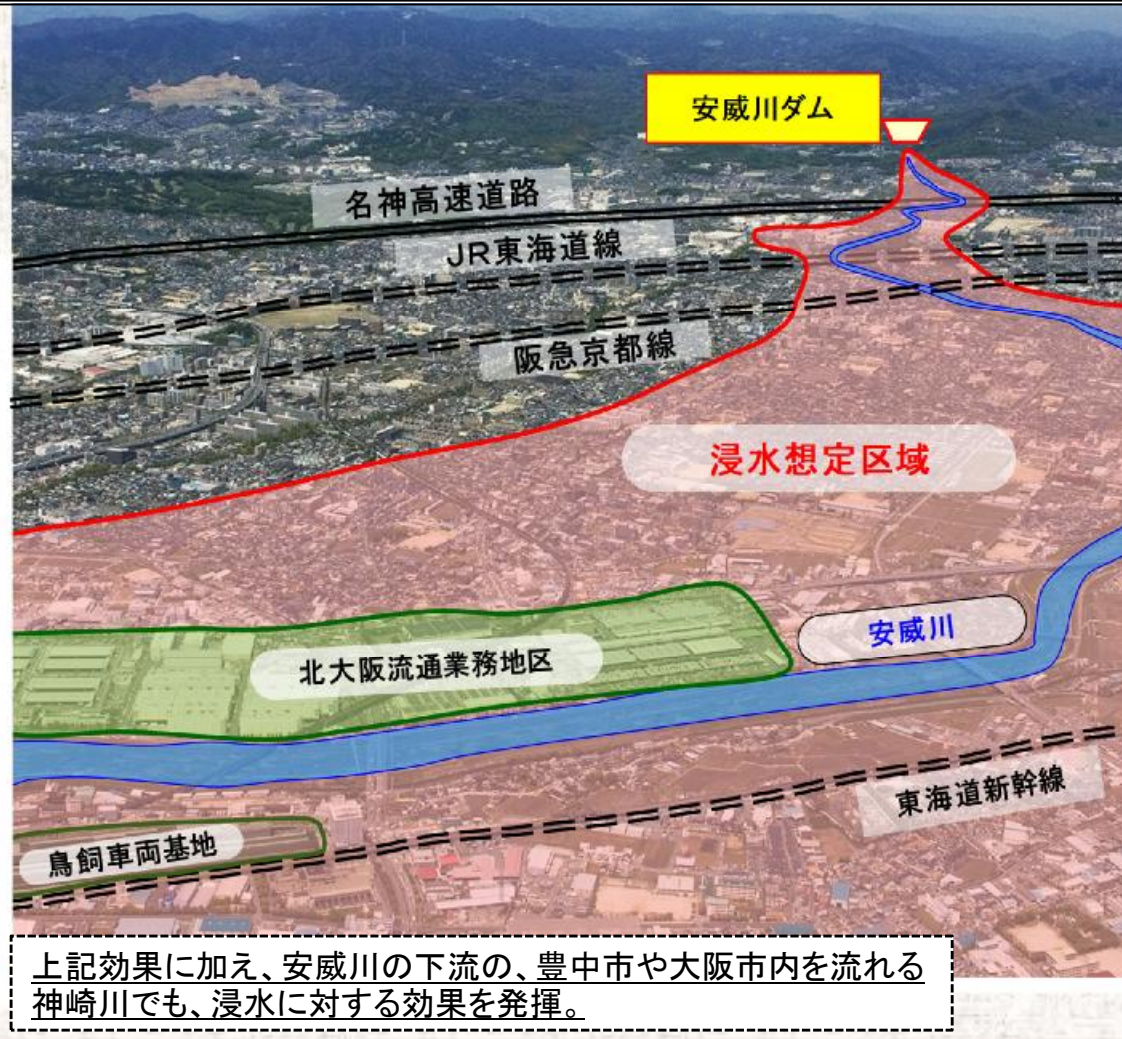 安威川ダム
名神高速道路
JR東海道線
阪急京都線
浸水想定区域
安威川
北大阪流通業務地区
東海道新幹線
鳥飼車両基地
上記効果に加え、安威川の下流の、豊中市や大阪市内を流れる
神崎川でも、浸水に対する効果を発揮。